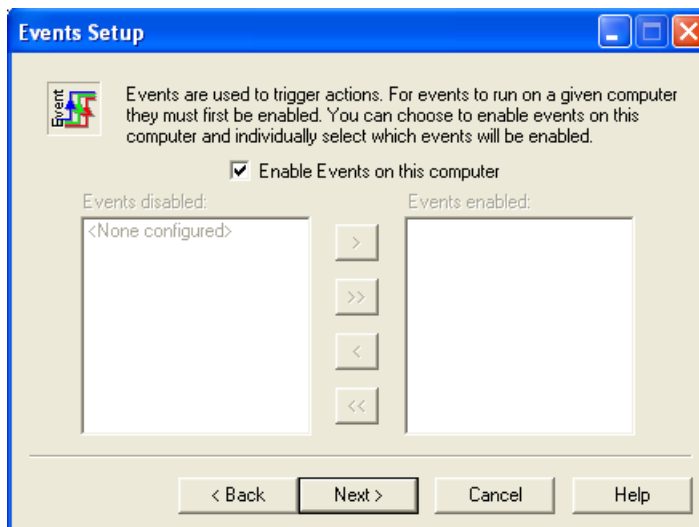 Events Setup
Event
Events are used to trigger actions. For events to run on a given computer
they must first be enabled. You can choose to enable events on this
computer and individually select which events will be enabled.
Enable Events on this computer
Events disabled:
Events enabled:
<None configured>
>
>>
<
<<
< Back
Next >
Cancel
Help